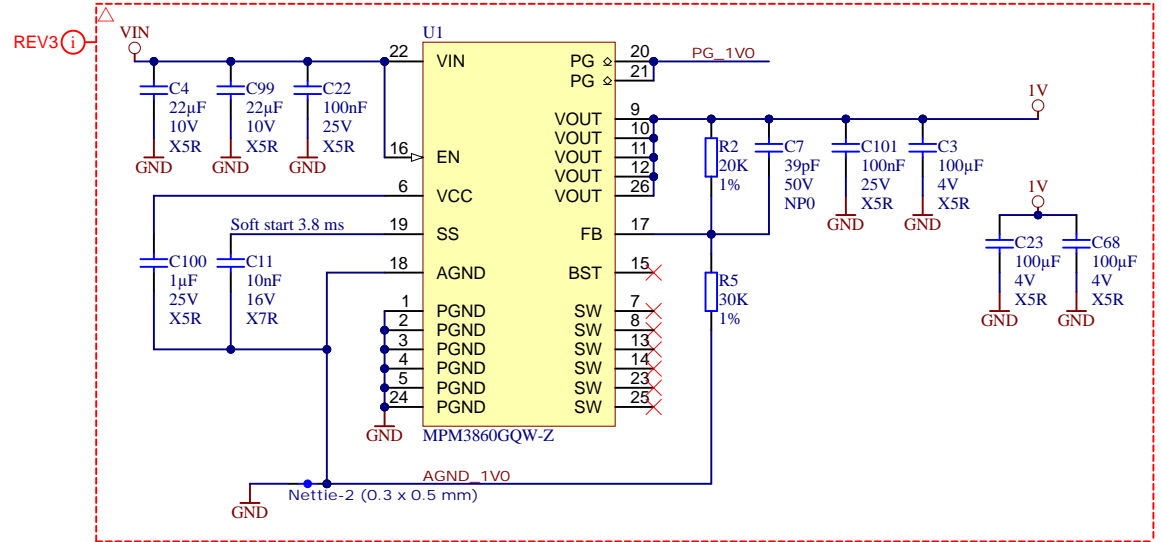 REV3
i
VIN
C4
22µF
10V
X5R
GND
C99
22µF
10V
X5R
GND
C22
100nF
25V
X5R
GND
U1
22 VIN
16 EN
6 VCC
Soft start 3.8 ms
19 SS
18 AGND
1 PGND
2 PGND
3 PGND
4 PGND
5 PGND
24 PGND
GND
PG 20
PG 21
PG_1V0
VOUT 9
VOUT 10
VOUT 11
VOUT 12
VOUT 26
FB 17
BST 15
SW 7
SW 8
SW 13
SW 14
SW 23
SW 25
MPM3860GQW-Z
C100
1µF
25V
X5R
C11
10nF
16V
X7R
R2
20K
1%
C7
39pF
50V
NP0
C101
100nF
25V
X5R
GND
C3
100µF
4V
X5R
GND
1V
R5
30K
1%
1V
C23
100µF
4V
X5R
GND
C68
100µF
4V
X5R
GND
AGND_1V0
Nettie-2 (0.3 x 0.5 mm)
GND